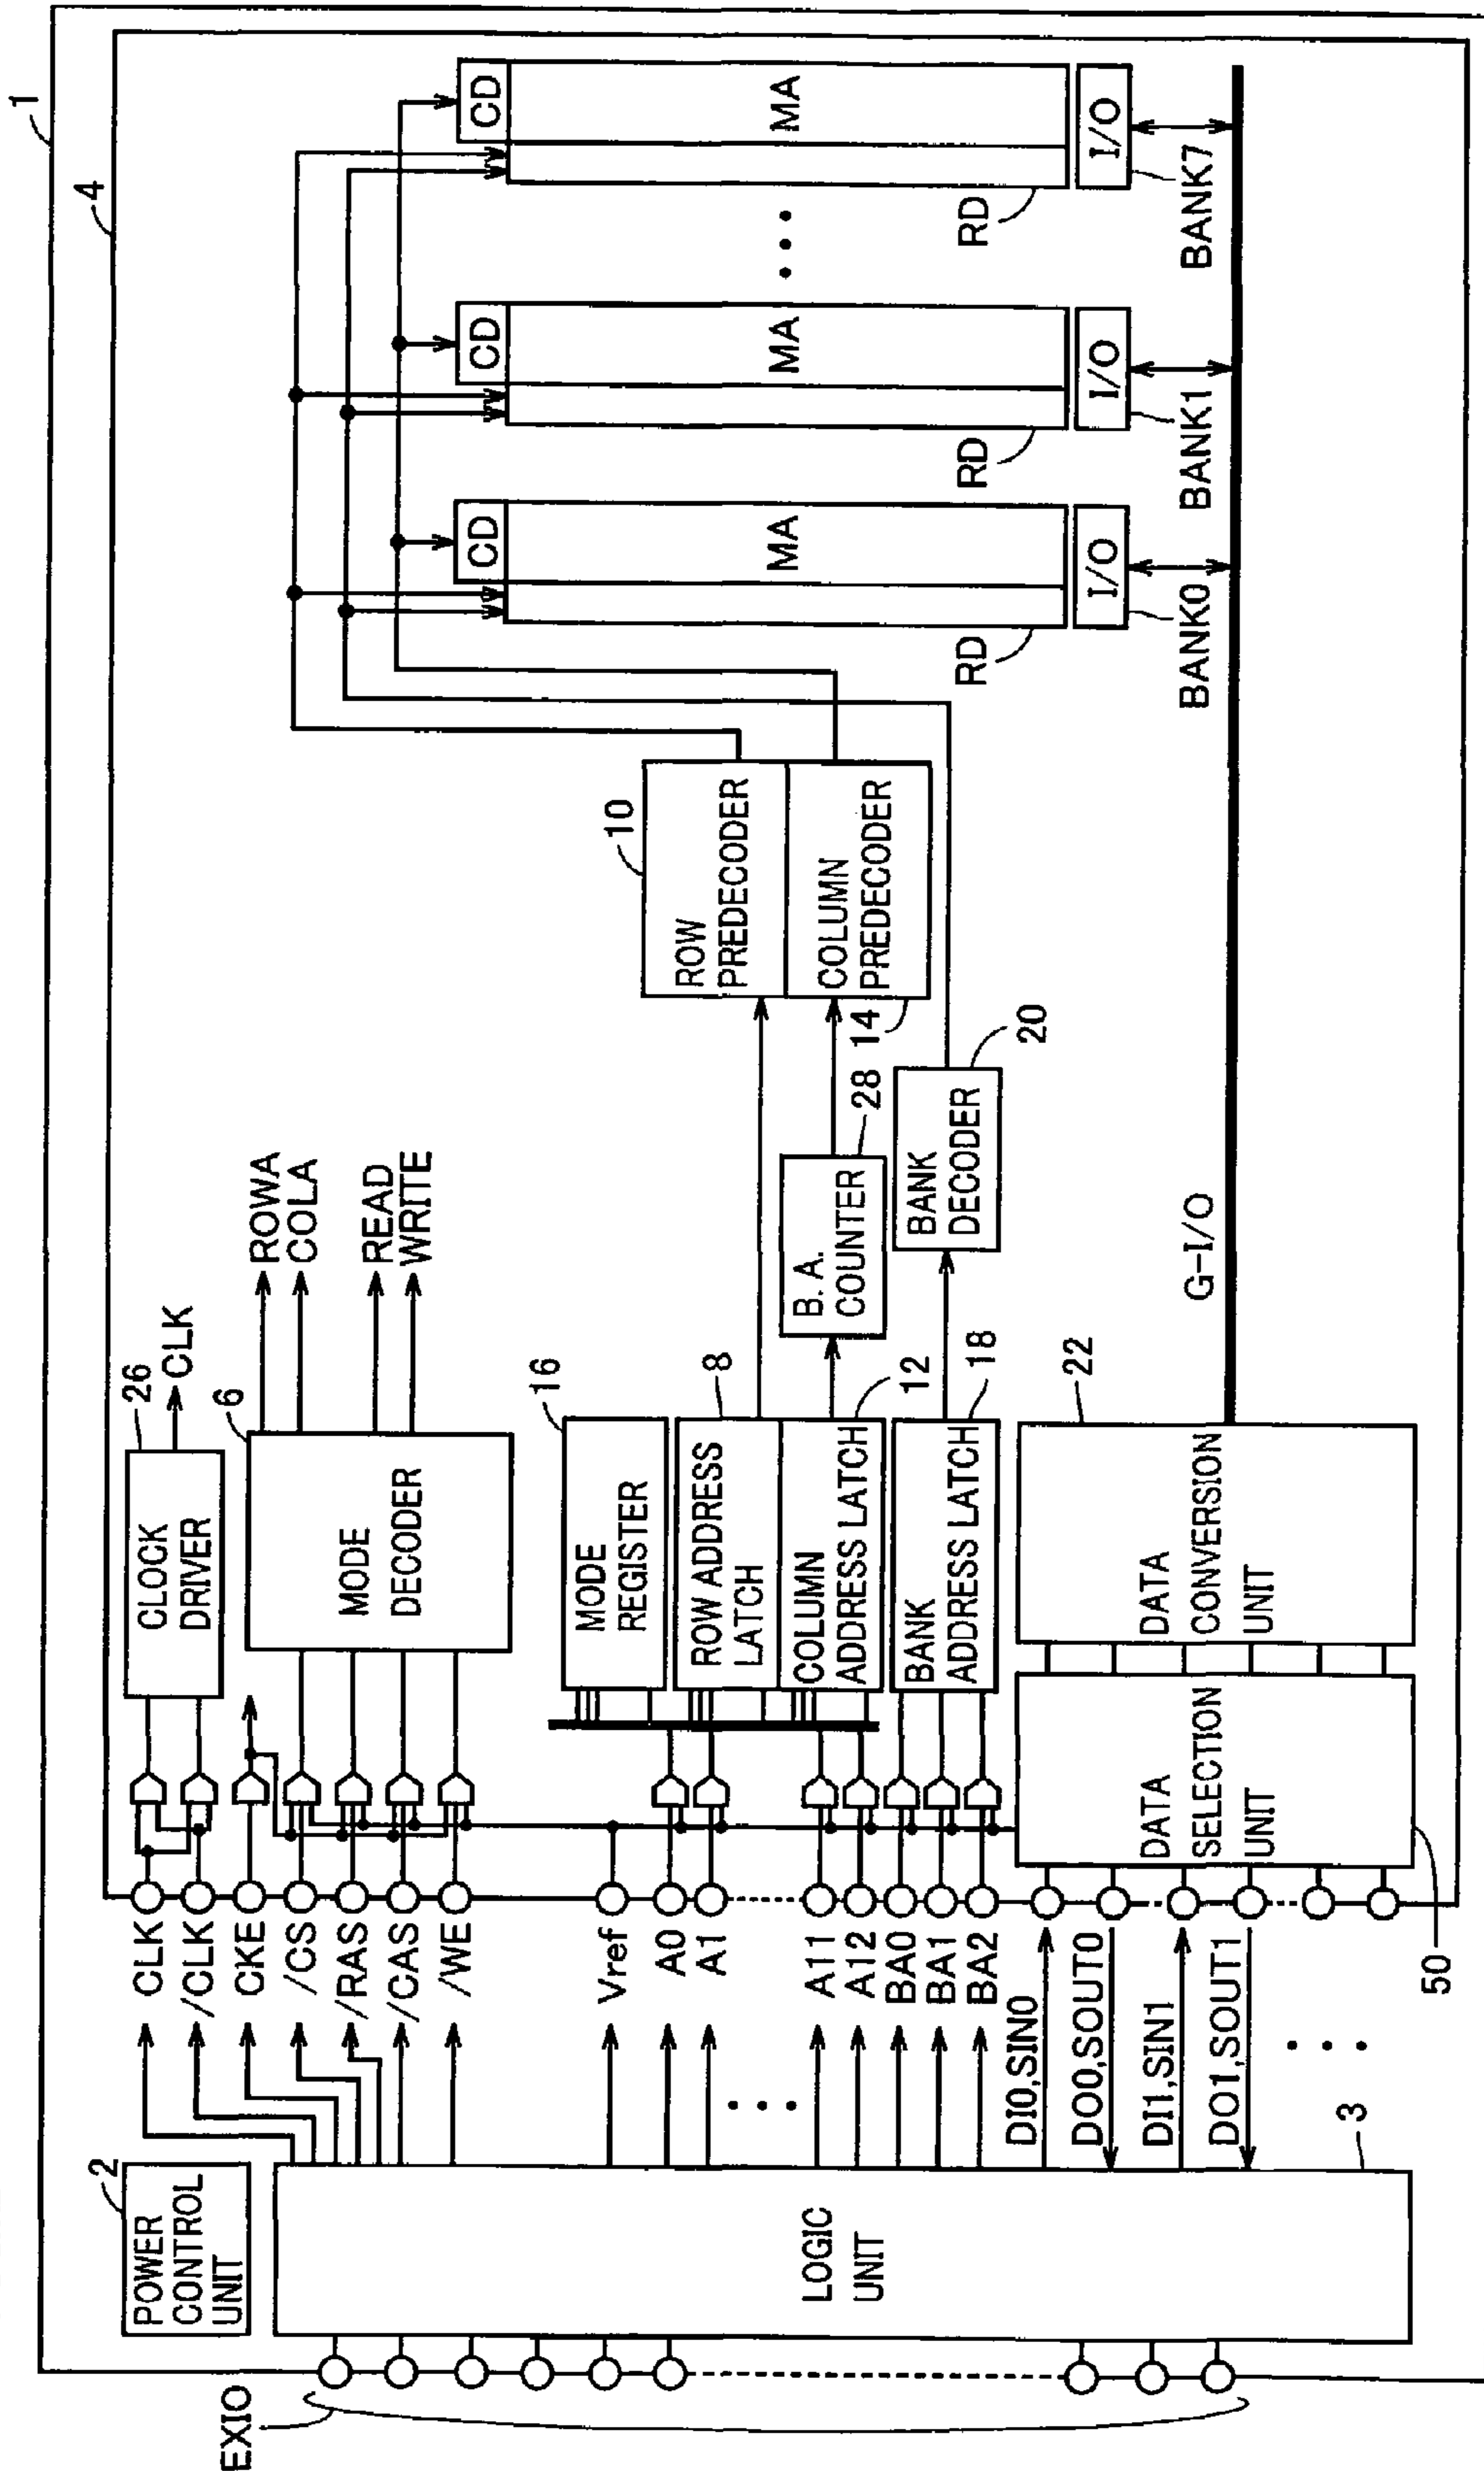 1
4
2
POWER
CONTROL
UNIT
EXIO
LOGIC
UNIT
3
CLK
/CLK
CKE
/CS
/RAS
/CAS
/WE
Vref
A0
A1
A11
A12
BA0
BA1
BA2
DI0,SIN0
DO0,SOUT0
DI1,SIN1
DO1,SOUT1
CLOCK
DRIVER
26
CLK
MODE
DECODER
6
ROWA
COLA
READ
WRITE
MODE
REGISTER
16
ROW ADDRESS
LATCH
8
COLUMN
ADDRESS LATCH
12
BANK
ADDRESS LATCH
18
DATA
SELECTION
UNIT
50
DATA
CONVERSION
UNIT
22
B. A.
COUNTER
28
BANK
DECODER
20
ROW
PREDECODER
10
COLUMN
PREDECODER
14
G-I/O
CD
MA
RD
I/O
BANK0
CD
MA
RD
I/O
BANK1
CD
MA
RD
I/O
BANK7